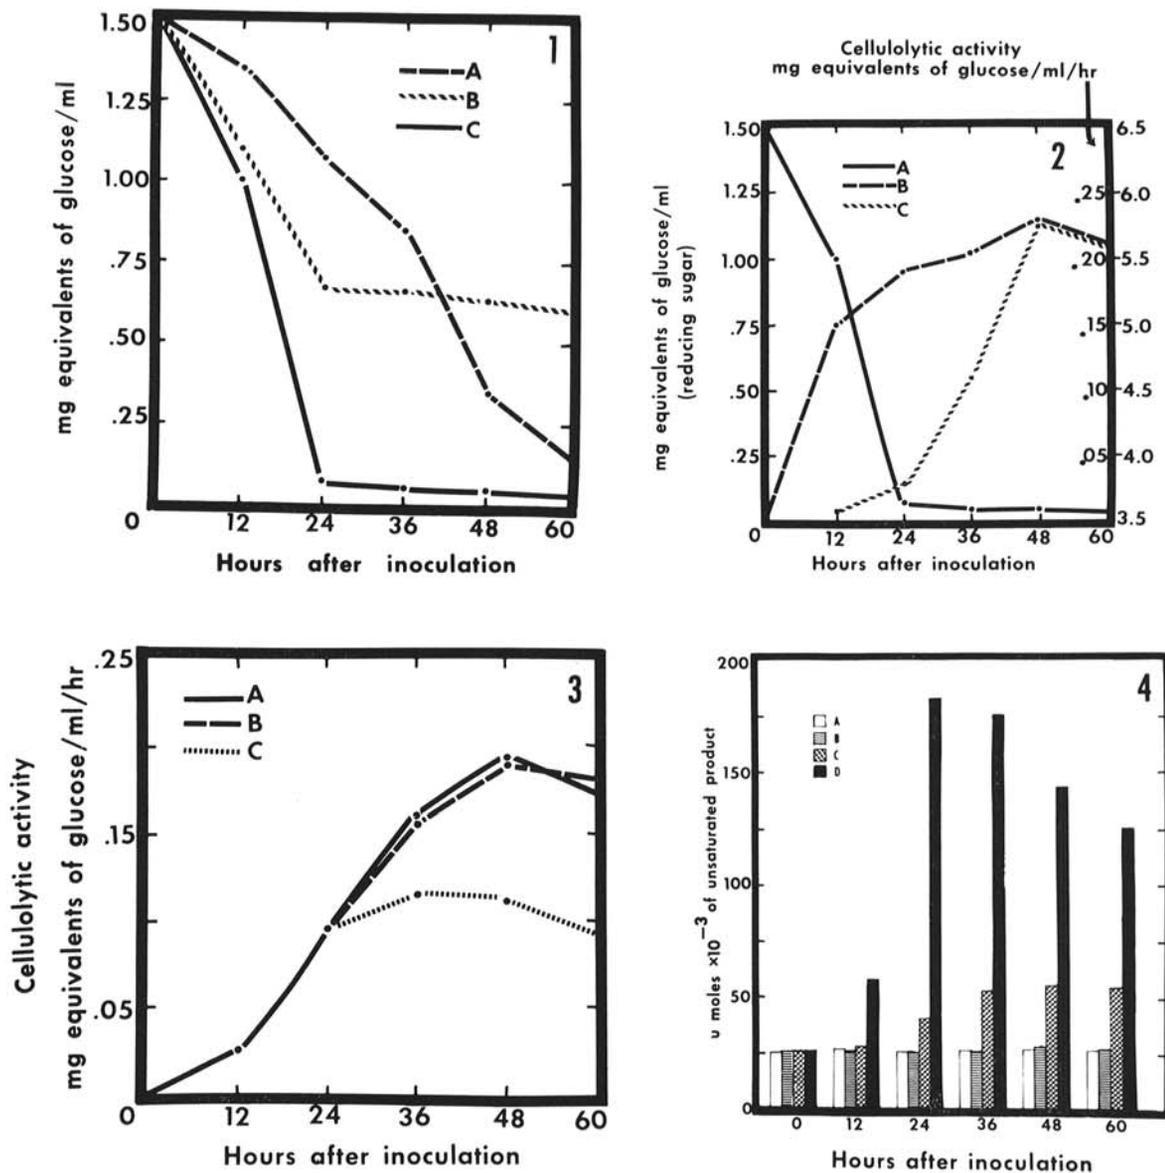 1.50
1
A
B
C
1.25
1.00
.75
.50
.25
0
12
24
36
48
60
mg equivalents of glucose/ml
Hours after inoculation
Cellulolytic activity
mg equivalents of glucose/ml/hr
1.50
6.5
2
A
B
C
1.25
.25
6.0
1.00
.20
5.5
.75
.15
5.0
.50
.10
4.5
.25
.05
4.0
3.5
0
12
24
36
48
60
mg equivalents of glucose/ml
(reducing sugar)
Hours after inoculation
.25
3
A
B
C
.15
.05
0
12
24
36
48
60
Cellulolytic activity
mg equivalents of glucose/ml/hr
Hours after inoculation
200
4
A
B
C
D
150
100
50
0
0
12
24
36
48
60
u moles ×10⁻³ of unsaturated product
Hours after inoculation